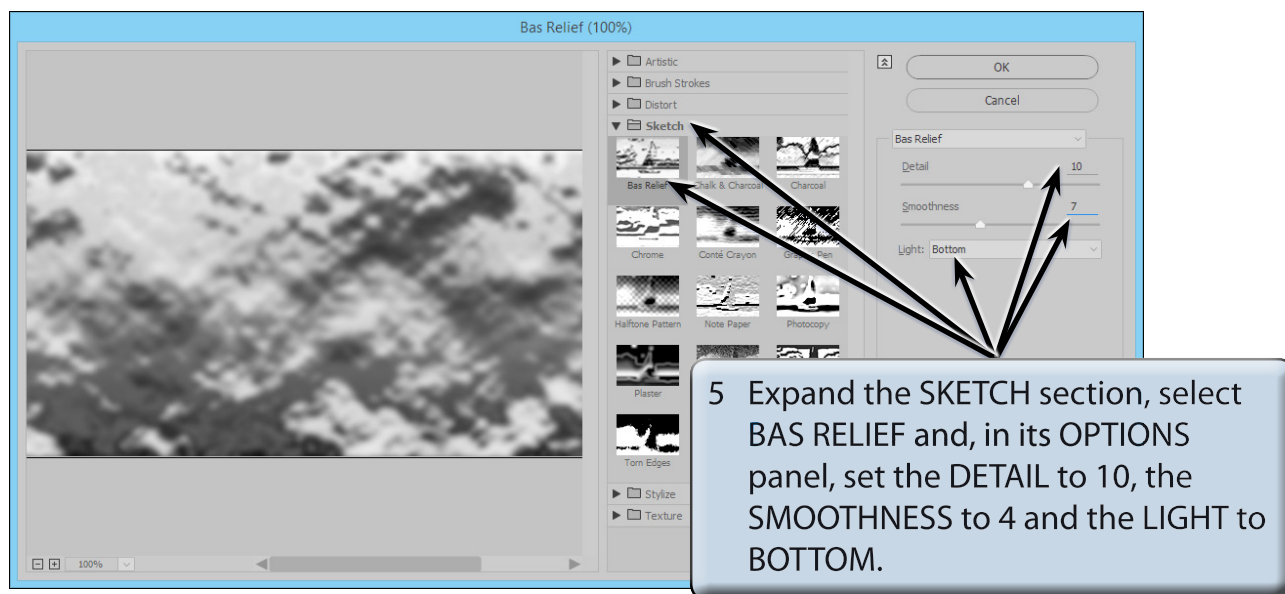 Bas Relief (100%)
Artistic
Brush Strokes
Distort
Sketch
Bas Relief
Chalk & Charcoal
Charcoal
Chrome
Conté Crayon
Graphic Pen
Halftone Pattern
Note Paper
Photocopy
Plaster
Torn Edges
Stylize
Texture
100%
OK
Cancel
Bas Relief
Detail 10
Smoothness 7
Light: Bottom
5 Expand the SKETCH section, select
BAS RELIEF and, in its OPTIONS
panel, set the DETAIL to 10, the
SMOOTHNESS to 4 and the LIGHT to
BOTTOM.